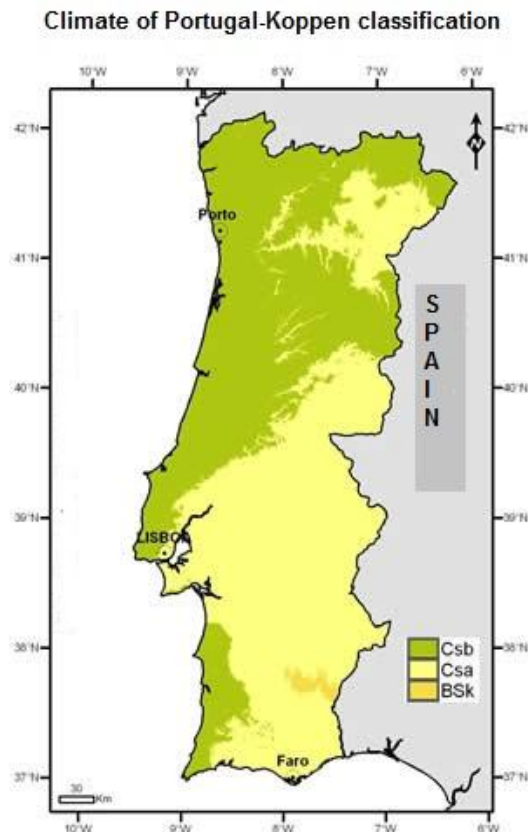 Climate of Portugal-Koppen classification
10°W 9°W 8°W 7°W 6°W
42°N 42°N
N
Porto
41°N 41°N
S
P
A
I
N
40°N 40°N
39°N 39°N
LISBOA
38°N 38°N
Csb
Csa
BSk
Faro
37°N 37°N
30
Km
10°W 9°W 8°W 7°W 6°W